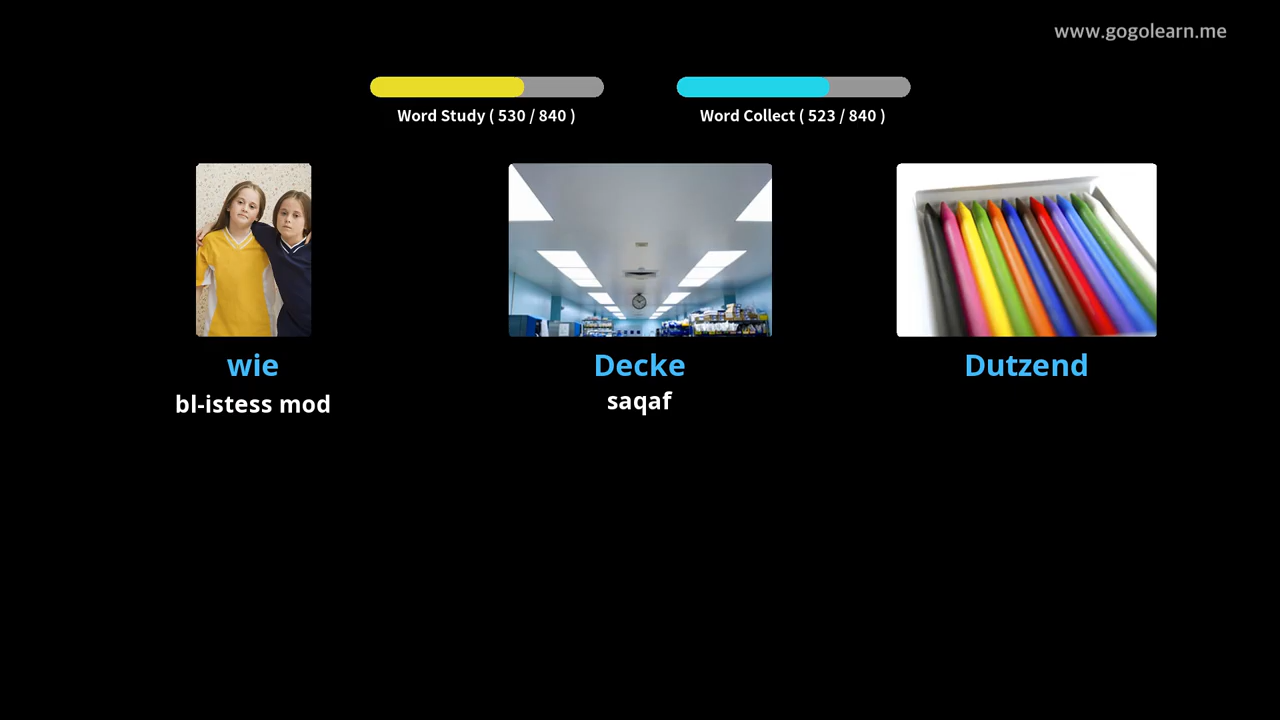 www.gogolearn.me
Word Study ( 530 / 840 )
Word Collect ( 523 / 840 )
wie
Decke
Dutzend
bl-istess mod
saqaf